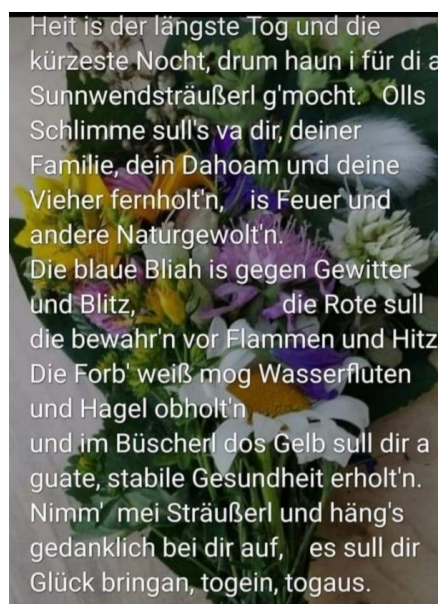 Heit is der längste Tog und die
kürzeste Nocht, drum haun i für di a
Sunnwendsträußerl g'mocht. Olls
Schlimme sull's va dir, deiner
Familie, dein Dahoam und deine
Vieher fernholt'n, is Feuer und
andere Naturgewolt'n.
Die blaue Bliah is gegen Gewitter
und Blitz, die Rote sull
die bewahr'n vor Flammen und Hitz
Die Forb' weiß mog Wasserfluten
und Hagel obholt'n
und im Büscherl dos Gelb sull dir a
guate, stabile Gesundheit erholt'n.
Nimm' mei Sträußerl und häng's
gedanklich bei dir auf, es sull dir
Glück bringan, togein, togaus.